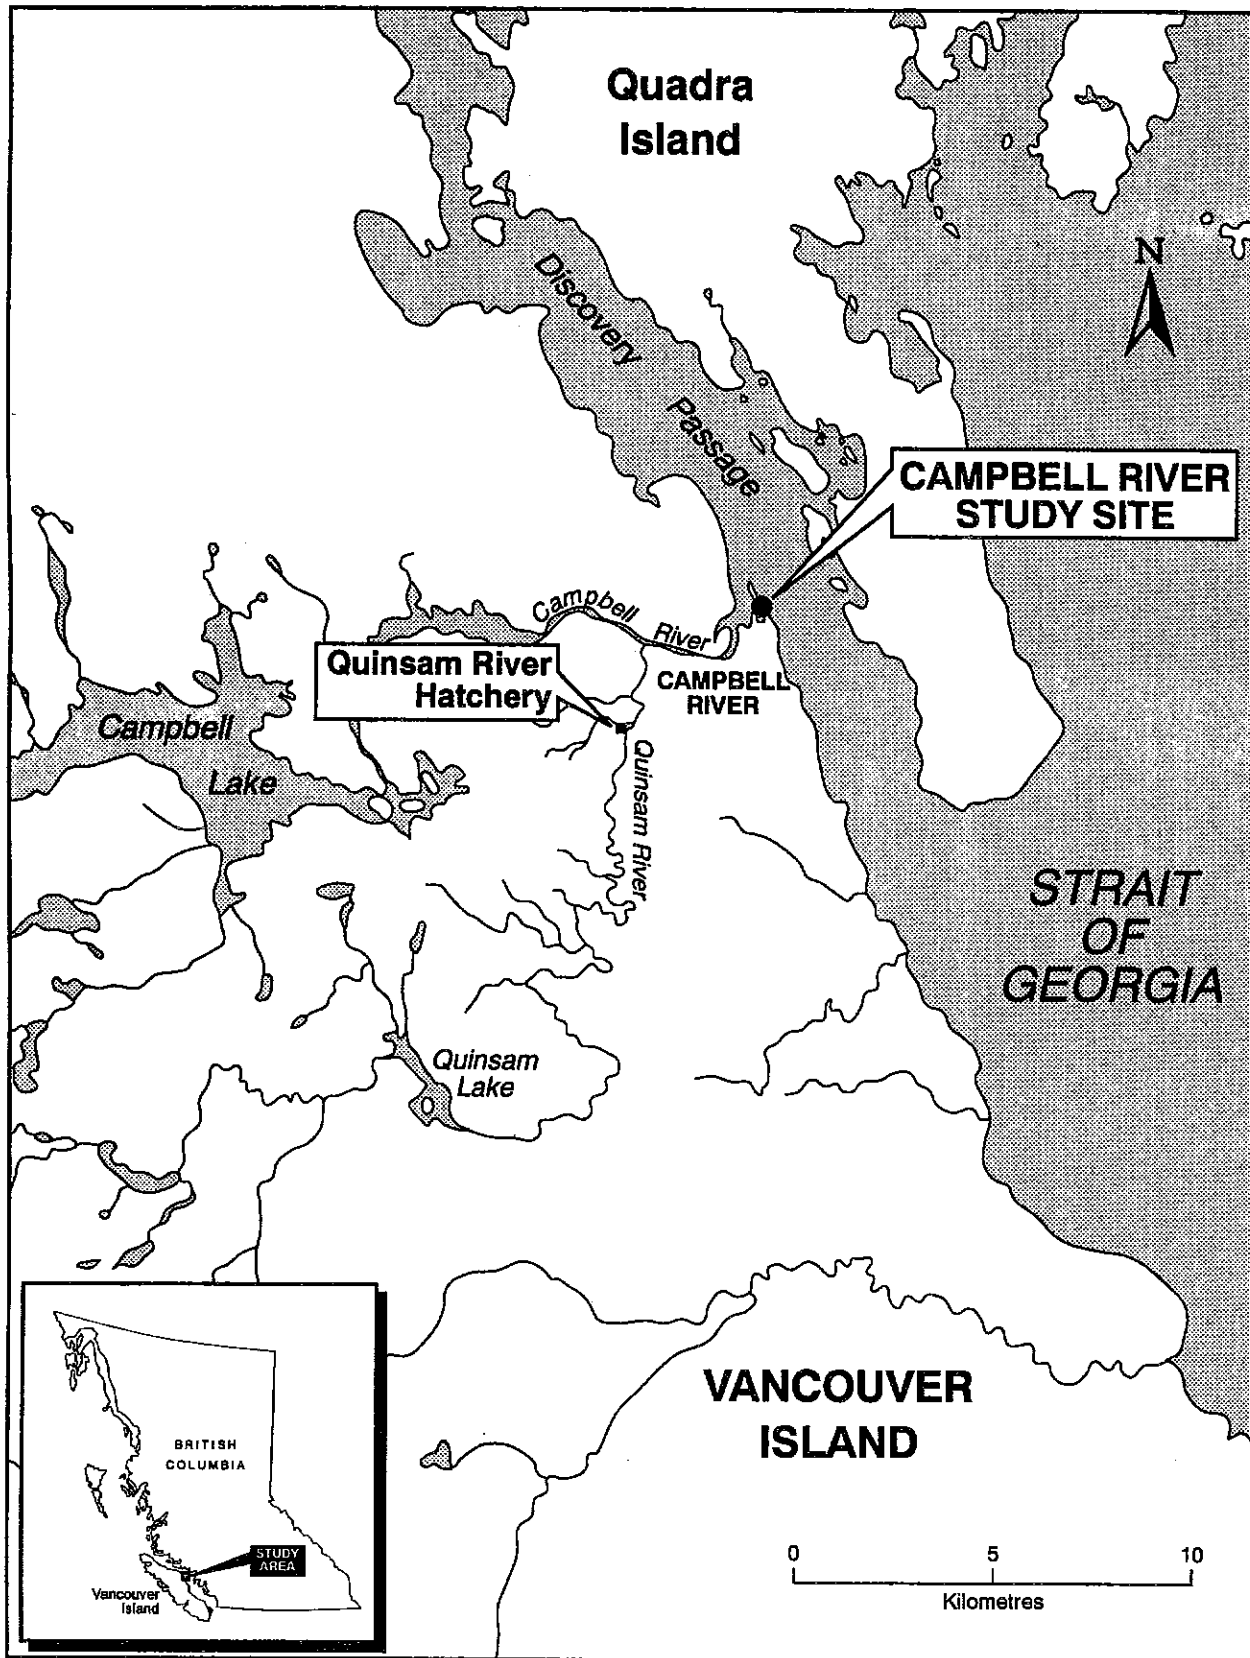 Quadra
Island
N
Discovery
Passage
CAMPBELL RIVER
STUDY SITE
Campbell
River
Quinsam River
Hatchery
CAMPBELL
RIVER
Campbell
Lake
Quinsam River
STRAIT
OF
GEORGIA
Quinsam
Lake
VANCOUVER
ISLAND
BRITISH
COLUMBIA
STUDY
AREA
Vancouver
Island
0 5 10
Kilometres